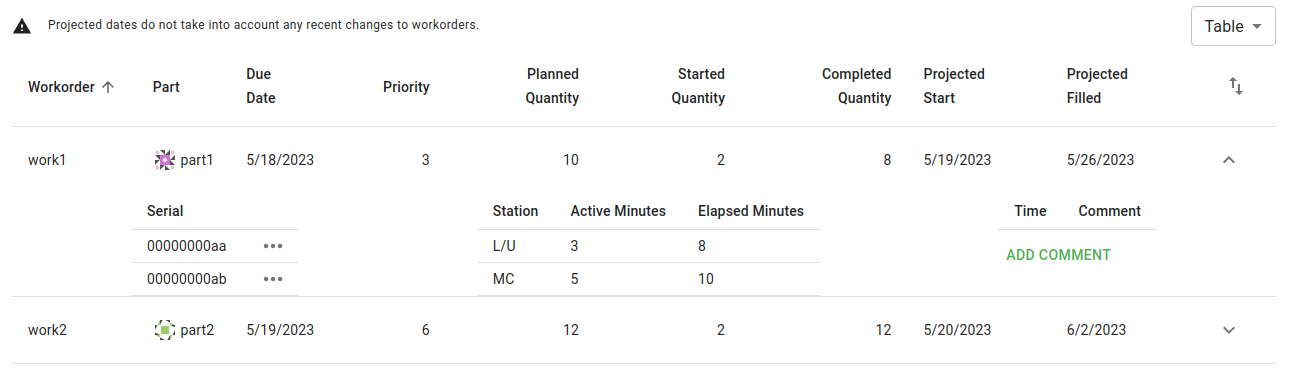 Projected dates do not take into account any recent changes to workorders.
Table
Workorder Part Due Date Priority Planned Quantity Started Quantity Completed Quantity Projected Start Projected Filled
work1 part1 5/18/2023 3 10 2 8 5/19/2023 5/26/2023
Serial Station Active Minutes Elapsed Minutes Time Comment
00000000aa ••• L/U 3 8
ADD COMMENT
00000000ab ••• MC 5 10
work2 part2 5/19/2023 6 12 2 12 5/20/2023 6/2/2023